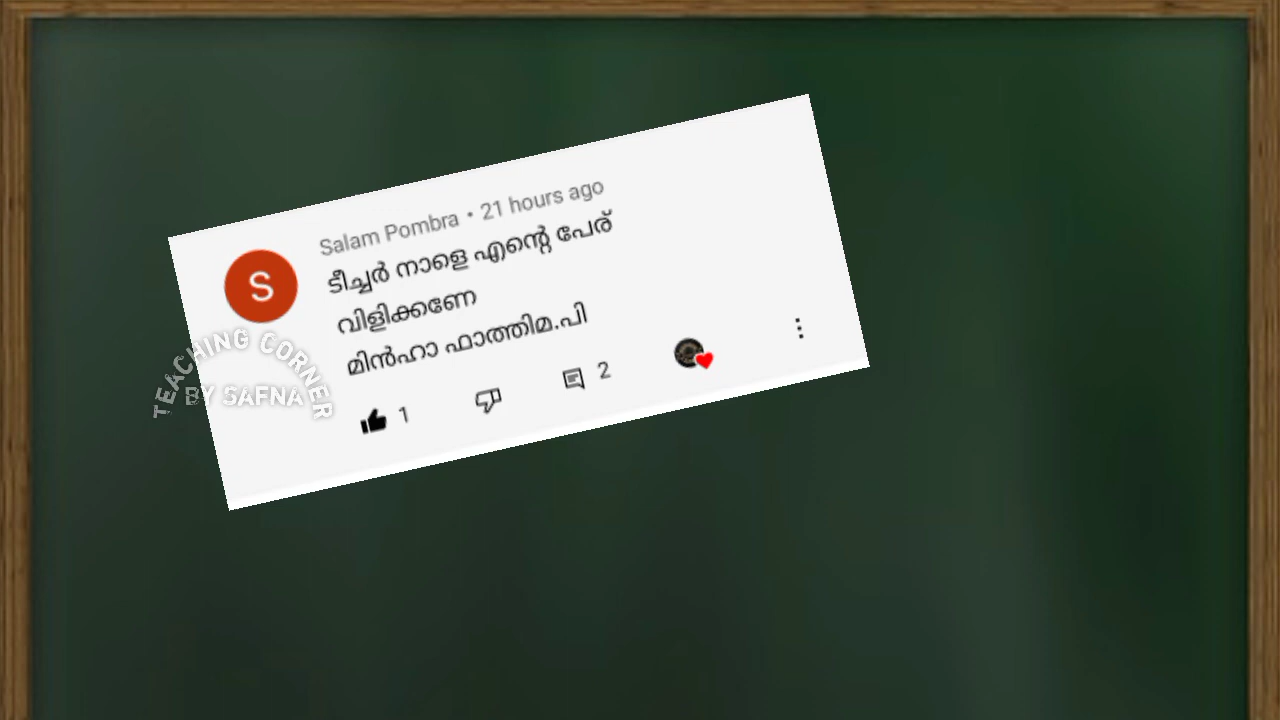 Salam Pombra • 21 hours ago
S
ടീച്ചർ നാളെ എന്റെ പേര്
വിളിക്കണേ
മിൻഹാ ഫാത്തിമ.പി
1
2
TEACHING CORNER
BY SAFNA